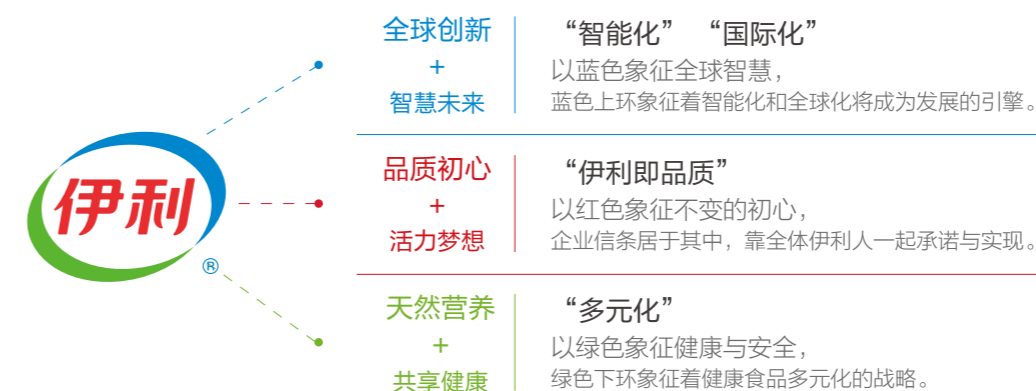 伊利
®
全球创新
+
智慧未来
“智能化” “国际化”
以蓝色象征全球智慧，
蓝色上环象征着智能化和全球化将成为发展的引擎。
品质初心
+
活力梦想
“伊利即品质”
以红色象征不变的初心，
企业信条居于其中，靠全体伊利人一起承诺与实现。
天然营养
+
共享健康
“多元化”
以绿色象征健康与安全，
绿色下环象征着健康食品多元化的战略。